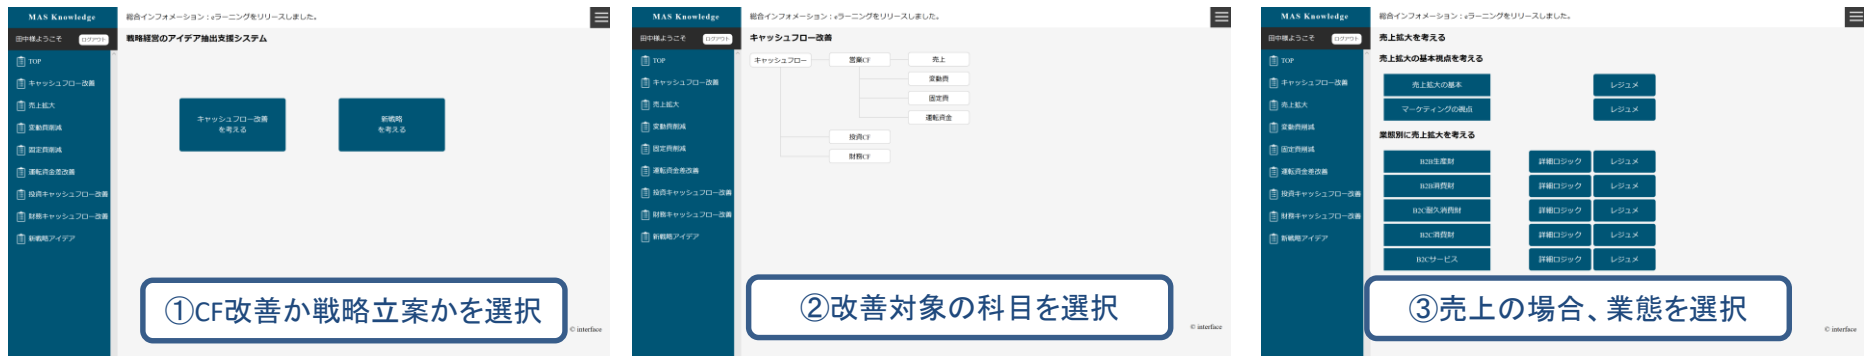 MAS Knowledge
総合インフォメーション：eラーニングをリリースしました。
田中様ようこそ
ログアウト
戦略経営のアイデア抽出支援システム
TOP
キャッシュフロー改善
売上拡大
変動費削減
固定費削減
運転資金差改善
投資キャッシュフロー改善
財務キャッシュフロー改善
新戦略アイデア
キャッシュフロー改善
を考える
新戦略
を考える
①CF改善か戦略立案かを選択
© interface
MAS Knowledge
総合インフォメーション：eラーニングをリリースしました。
田中様ようこそ
ログアウト
キャッシュフロー改善
TOP
キャッシュフロー改善
売上拡大
変動費削減
固定費削減
運転資金差改善
投資キャッシュフロー改善
財務キャッシュフロー改善
新戦略アイデア
キャッシュフロー
営業CF
売上
変動費
固定費
運転資金
投資CF
財務CF
②改善対象の科目を選択
© interface
MAS Knowledge
総合インフォメーション：eラーニングをリリースしました。
田中様ようこそ
ログアウト
売上拡大を考える
TOP
キャッシュフロー改善
売上拡大
変動費削減
固定費削減
運転資金差改善
投資キャッシュフロー改善
財務キャッシュフロー改善
新戦略アイデア
売上拡大の基本視点を考える
売上拡大の基本
レジュメ
マーケティングの視点
レジュメ
業態別に売上拡大を考える
B2B生産財
詳細ロジック
レジュメ
B2B消費財
詳細ロジック
レジュメ
B2C耐久消費財
詳細ロジック
レジュメ
B2C消費財
詳細ロジック
レジュメ
B2Cサービス
詳細ロジック
レジュメ
③売上の場合、業態を選択
© interface